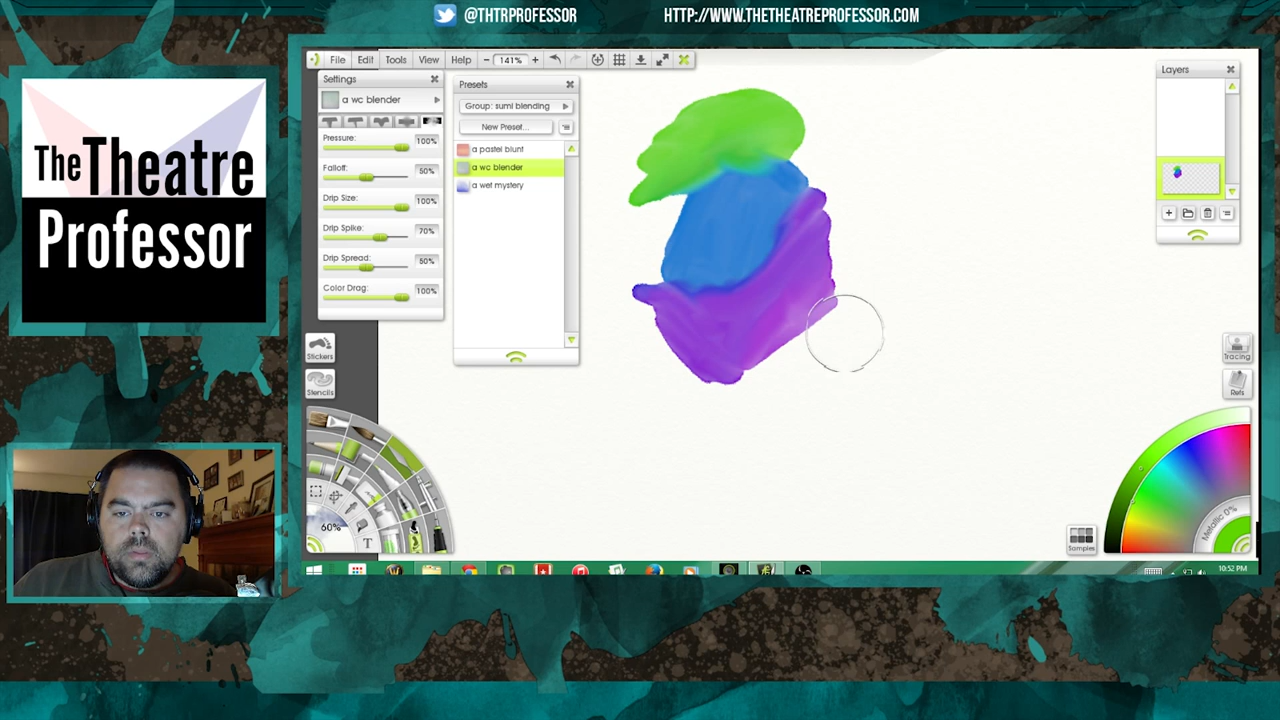 @THTRPROFESSOR
HTTP://WWW.THETHEATREPROFESSOR.COM
The Theatre
Professor
File Edit Tools View Help
141%
Settings
a wc blender
Pressure: 100%
Falloff: 50%
Drip Size: 100%
Drip Spike: 70%
Drip Spread: 50%
Color Drag: 100%
Presets
Group: sumi blending
New Preset...
a pastel blunt
a wc blender
a wet mystery
Layers
Stickers
Stencils
Tracing
Refs
60%
T
Metallic 0%
Samples
10:52 PM